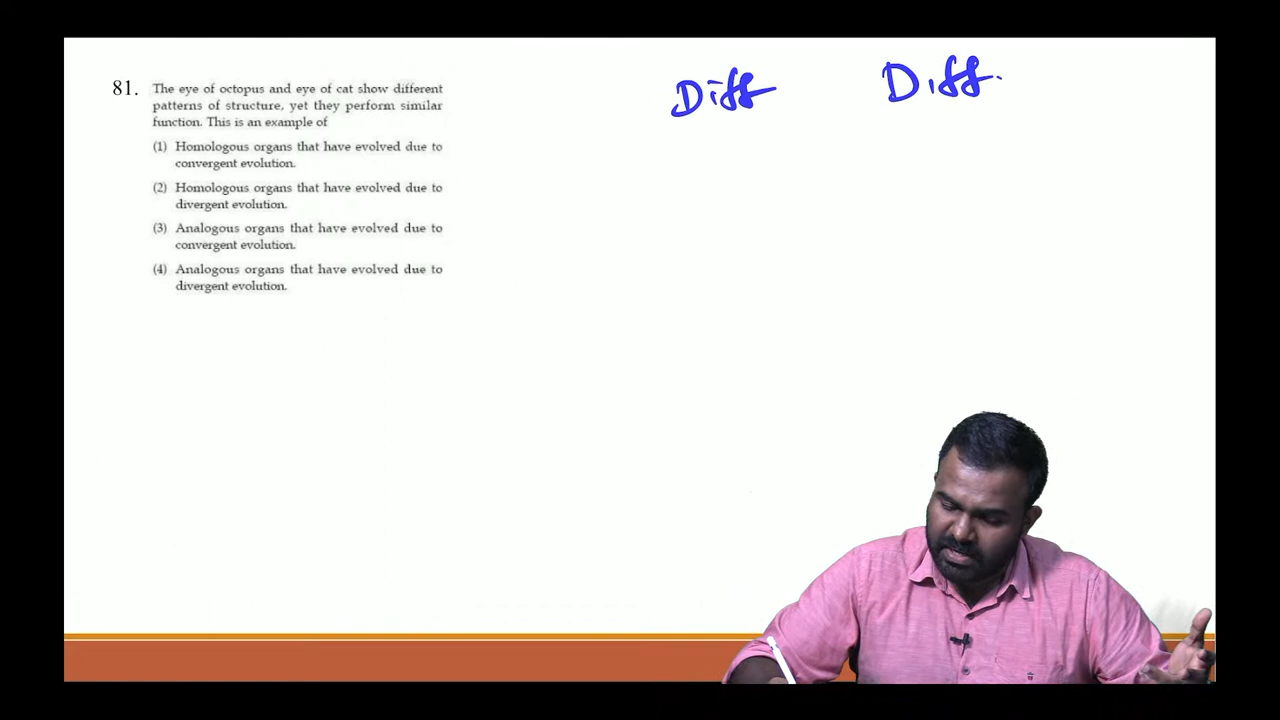 Diff Diff.
81. The eye of octopus and eye of cat show different
patterns of structure, yet they perform similar
function. This is an example of
(1) Homologous organs that have evolved due to
convergent evolution.
(2) Homologous organs that have evolved due to
divergent evolution.
(3) Analogous organs that have evolved due to
convergent evolution.
(4) Analogous organs that have evolved due to
divergent evolution.